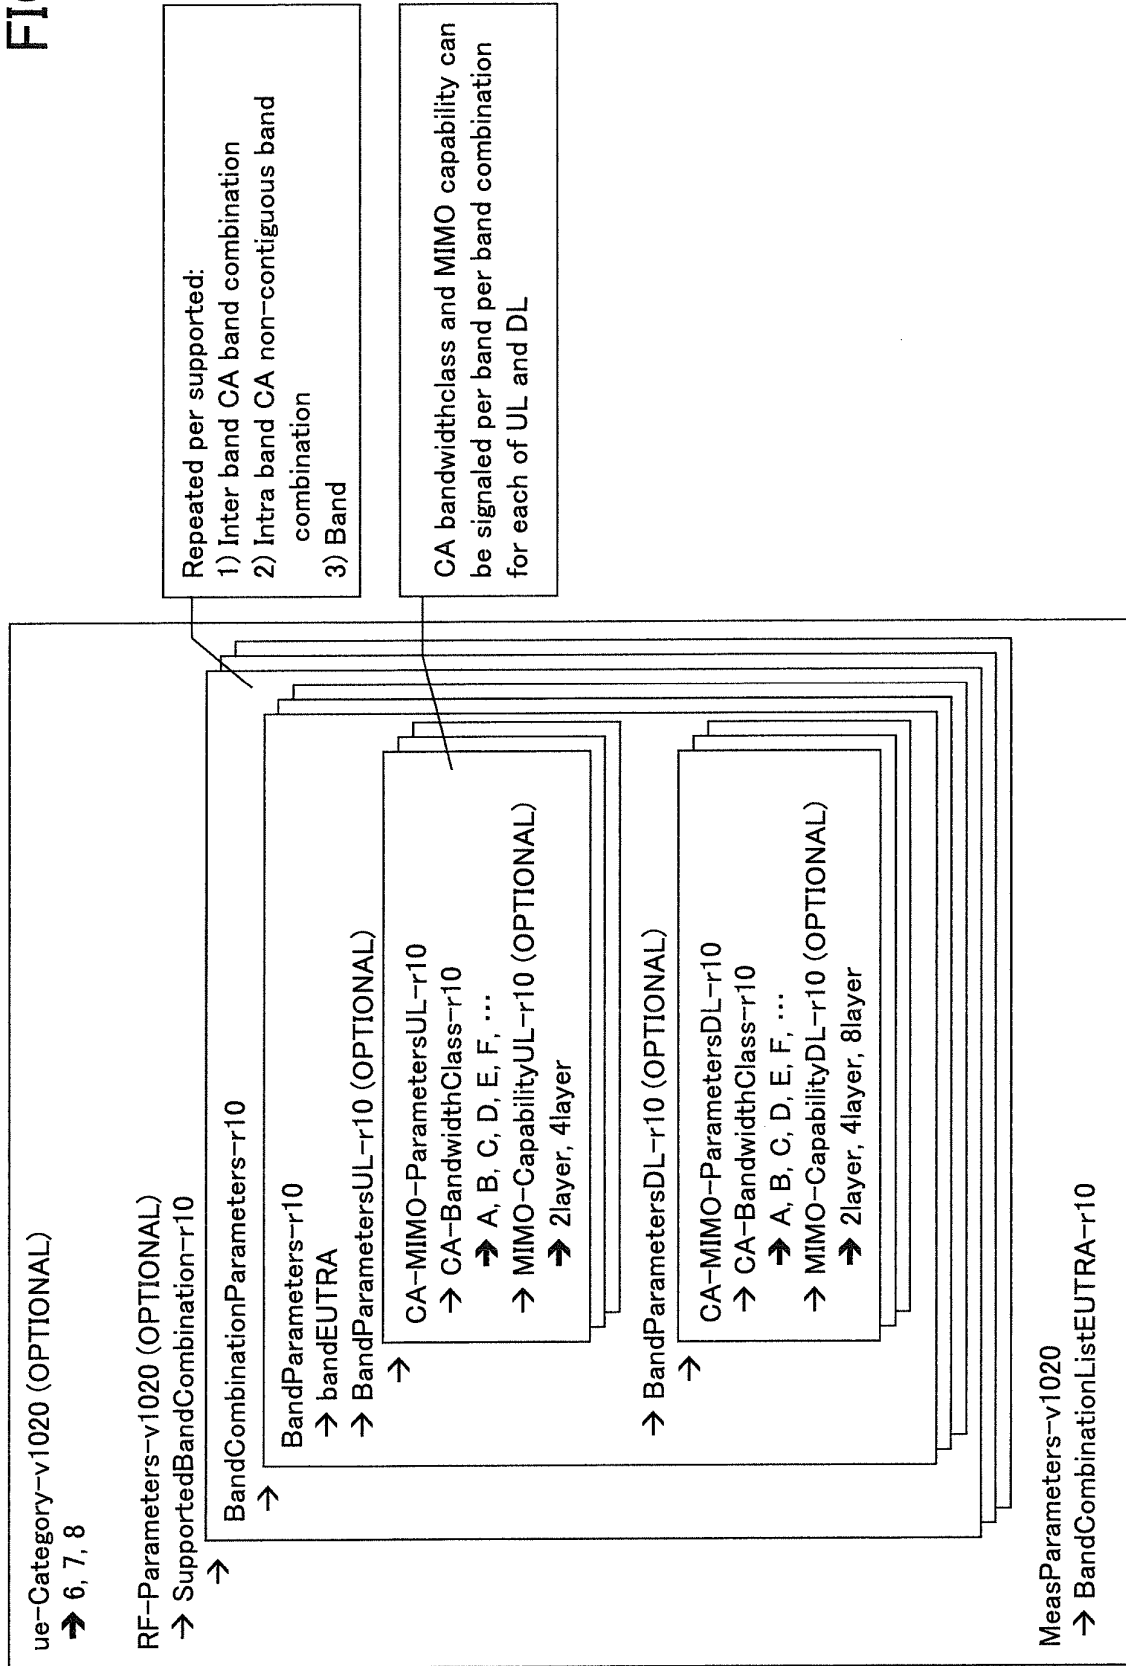 FIG
ue-Category-v1020 (OPTIONAL)
➔ 6, 7, 8
RF-Parameters-v1020 (OPTIONAL)
→ SupportedBandCombination-r10
→
BandCombinationParameters-r10
→
BandParameters-r10
→ bandEUTRA
→ BandParametersUL-r10 (OPTIONAL)
→
CA-MIMO-ParametersUL-r10
→ CA-BandwidthClass-r10
➔ A, B, C, D, E, F, ...
→ MIMO-CapabilityUL-r10 (OPTIONAL)
➔ 2layer, 4layer
→ BandParametersDL-r10 (OPTIONAL)
→
CA-MIMO-ParametersDL-r10
→ CA-BandwidthClass-r10
➔ A, B, C, D, E, F, ...
→ MIMO-CapabilityDL-r10 (OPTIONAL)
➔ 2layer, 4layer, 8layer
MeasParameters-v1020
→ BandCombinationListEUTRA-r10
Repeated per supported:
1) Inter band CA band combination
2) Intra band CA non-contiguous band
combination
3) Band
CA bandwidthclass and MIMO capability can
be signaled per band per band combination
for each of UL and DL